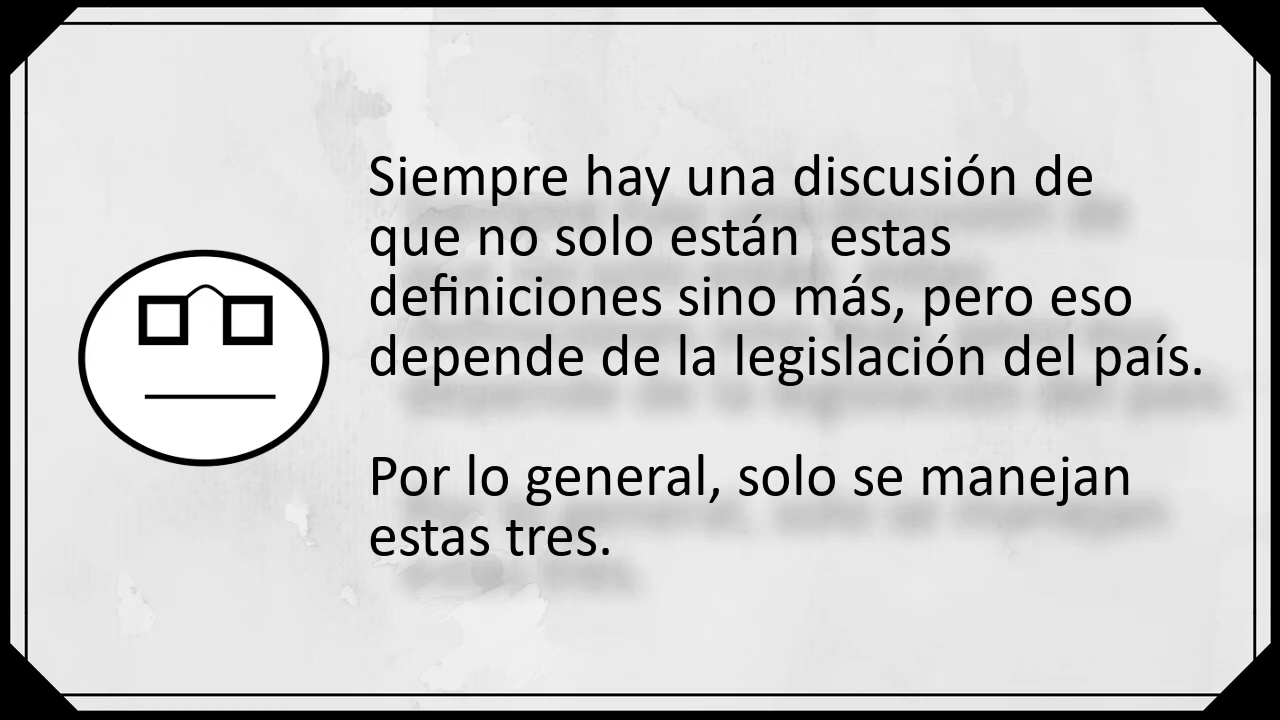 Siempre hay una discusión de
que no solo están  estas
definiciones sino más, pero eso
depende de la legislación del país.
Por lo general, solo se manejan
estas tres.